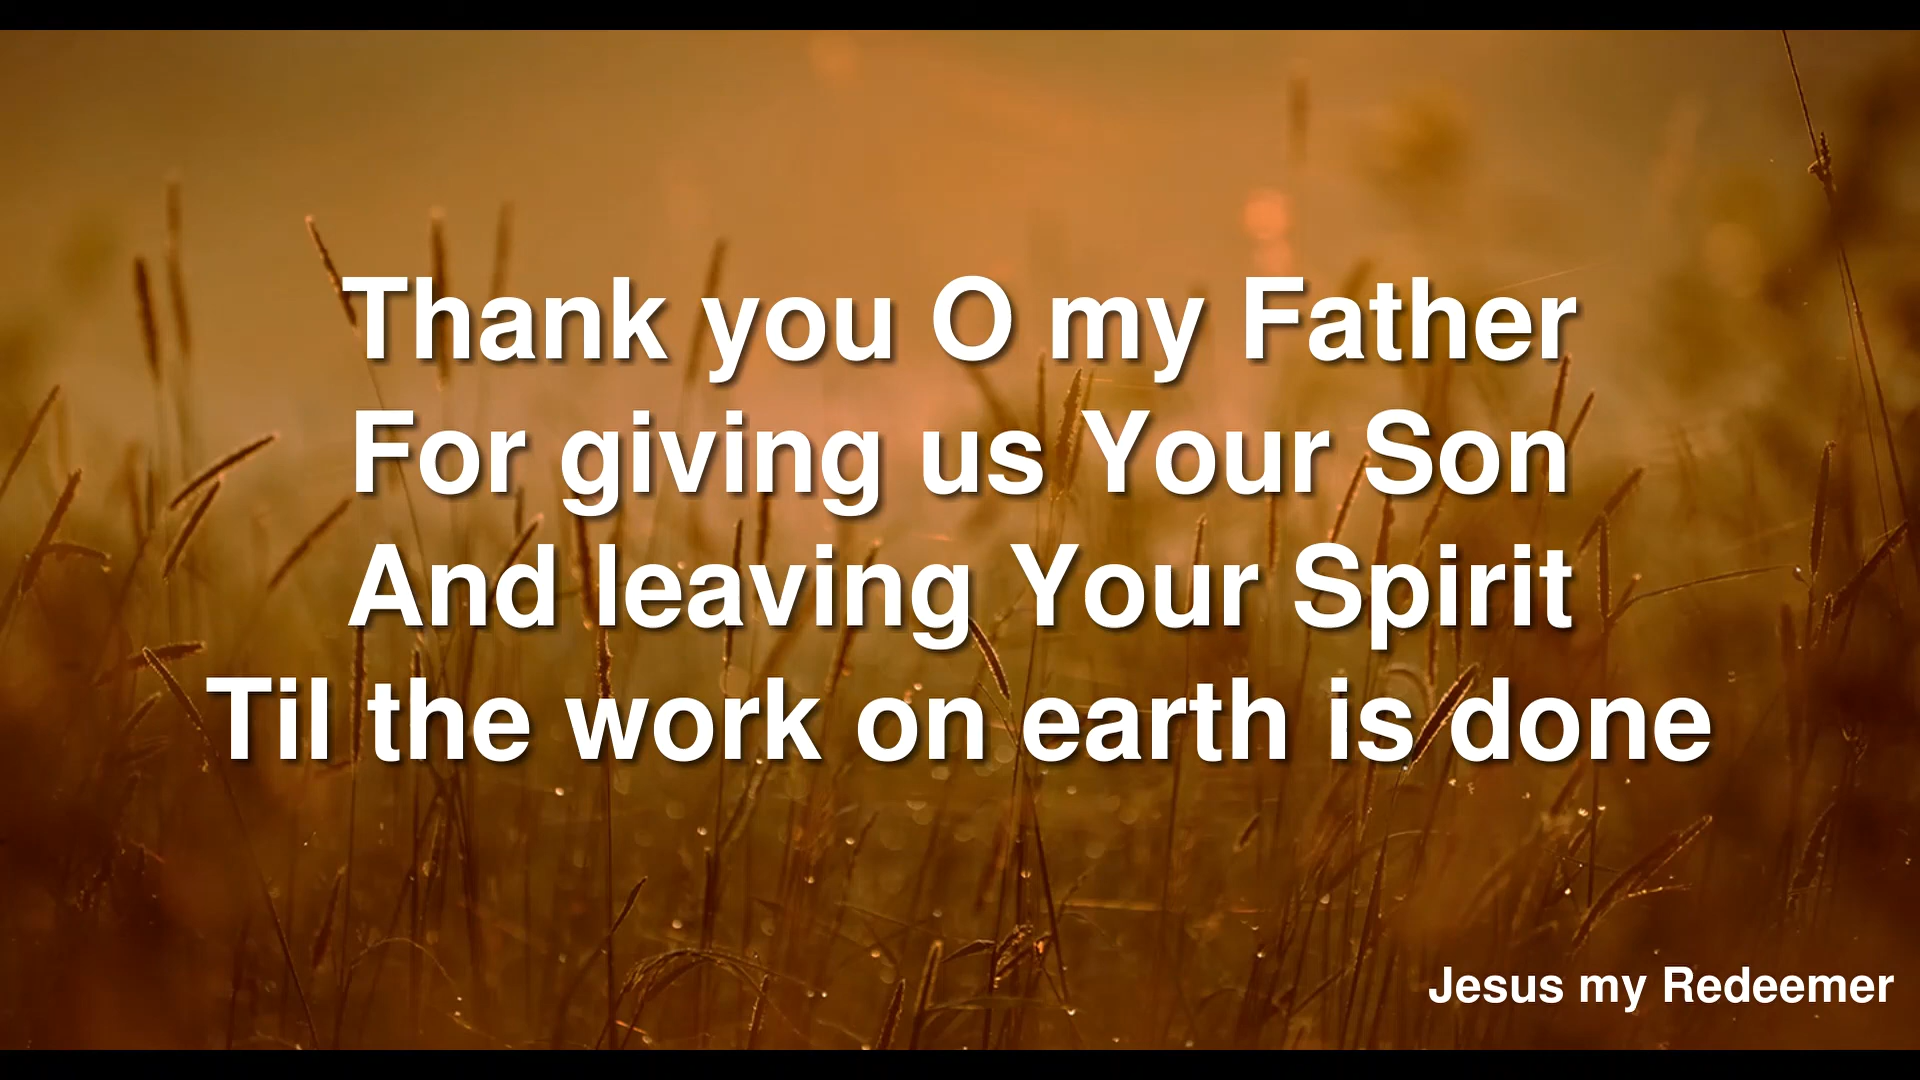 Thank you O my Father
For giving us Your Son
And leaving Your Spirit
Til the work on earth is done
Jesus my Redeemer